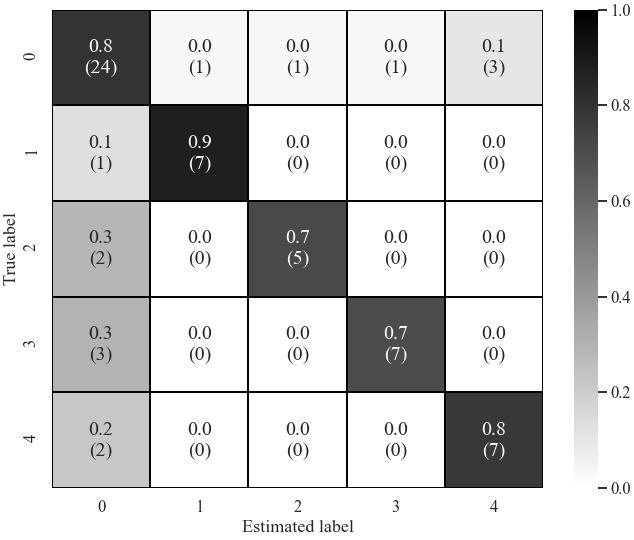 0.8 0.0 0.0 0.0 0.1
(24) (1) (1) (1) (3)
0.1 0.9 0.0 0.0 0.0
(1) (7) (0) (0) (0)
0.3 0.0 0.7 0.0 0.0
(2) (0) (5) (0) (0)
0.3 0.0 0.0 0.7 0.0
(3) (0) (0) (7) (0)
0.2 0.0 0.0 0.0 0.8
(2) (0) (0) (0) (7)
0
1
2
3
4
True label
0 1 2 3 4
Estimated label
1.0
0.8
0.6
0.4
0.2
0.0